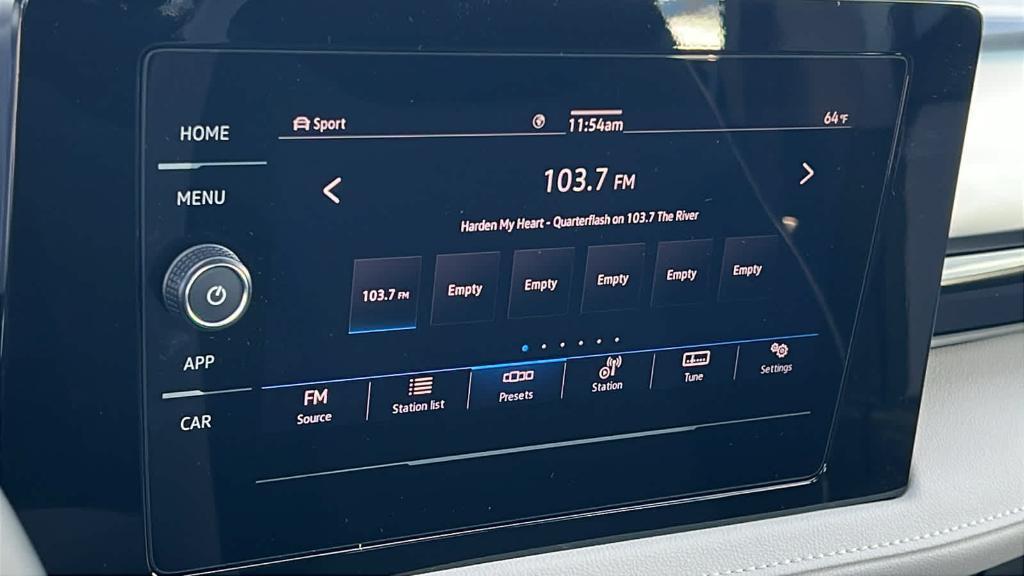 HOME
MENU
APP
CAR
Sport
11:54am
64°F
103.7 FM
Harden My Heart - Quarterflash on 103.7 The River
103.7 FM
Empty
Empty
Empty
Empty
Empty
FM
Source
Station list
Presets
Station
Tune
Settings